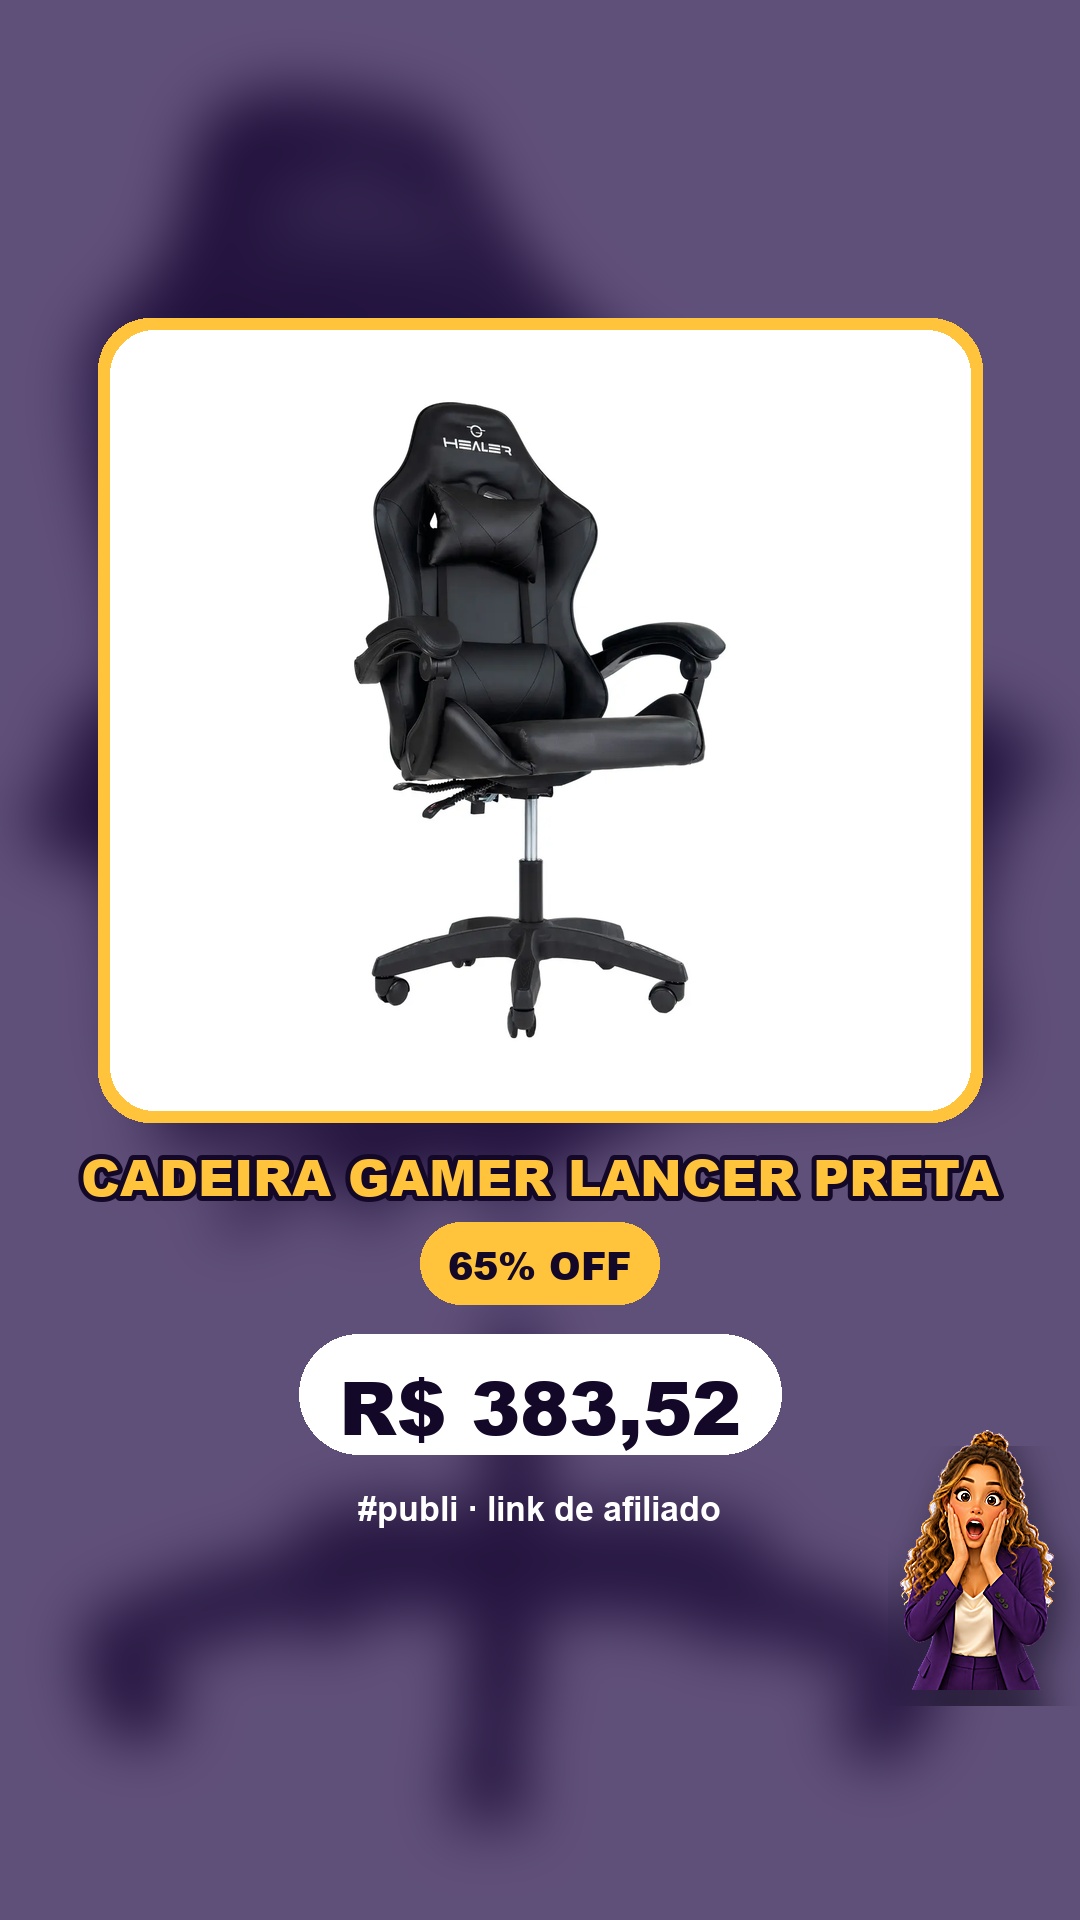 HEALER
CADEIRA GAMER LANCER PRETA
65% OFF
R$ 383,52
#publi · link de afiliado